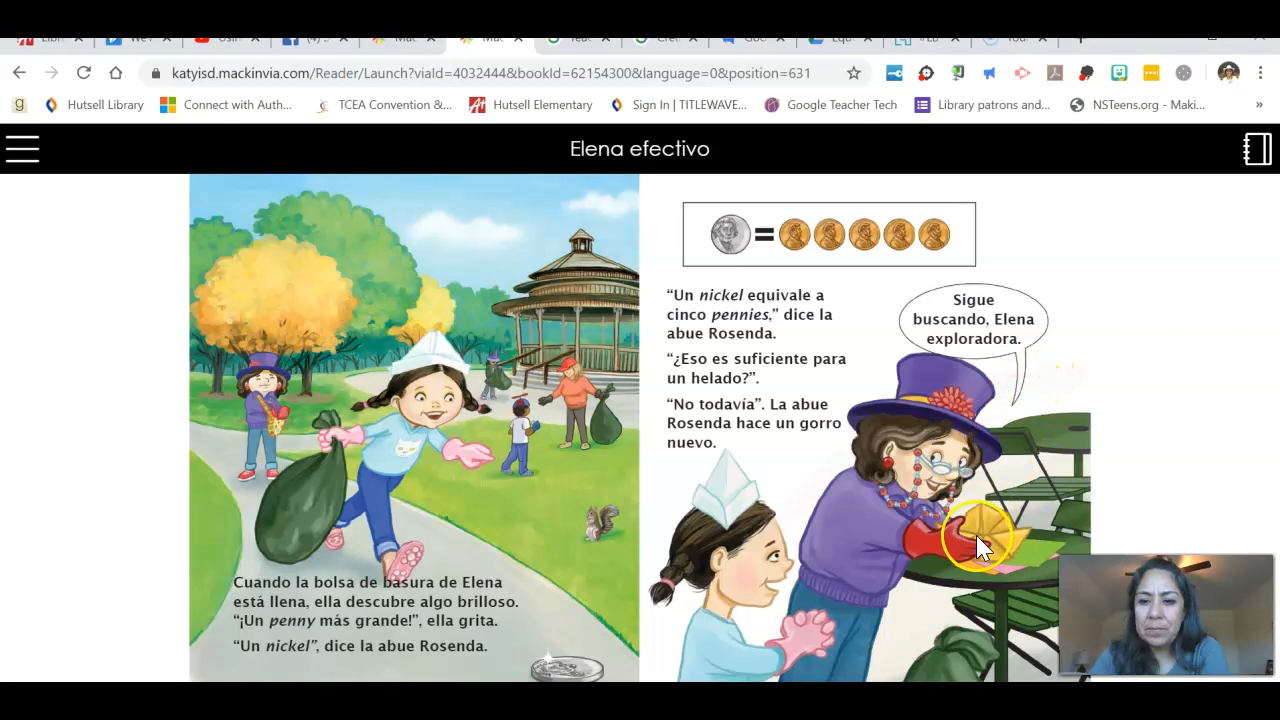 katyisd.mackinvia.com/Reader/Launch?viaId=4032444&bookId=62154300&language=0&position=631
Hutsell Library
Connect with Auth...
TCEA Convention &...
Hutsell Elementary
Sign In | TITLEWAVE...
Google Teacher Tech
Library patrons and...
NSTeens.org - Maki...
Elena efectivo
Cuando la bolsa de basura de Elena
está llena, ella descubre algo brilloso.
“¡Un penny más grande!”, ella grita.
“Un nickel”, dice la abue Rosenda.
“Un nickel equivale a
cinco pennies,” dice la
abue Rosenda.
“¿Eso es suficiente para
un helado?”.
“No todavía”. La abue
Rosenda hace un gorro
nuevo.
Sigue
buscando, Elena
exploradora.